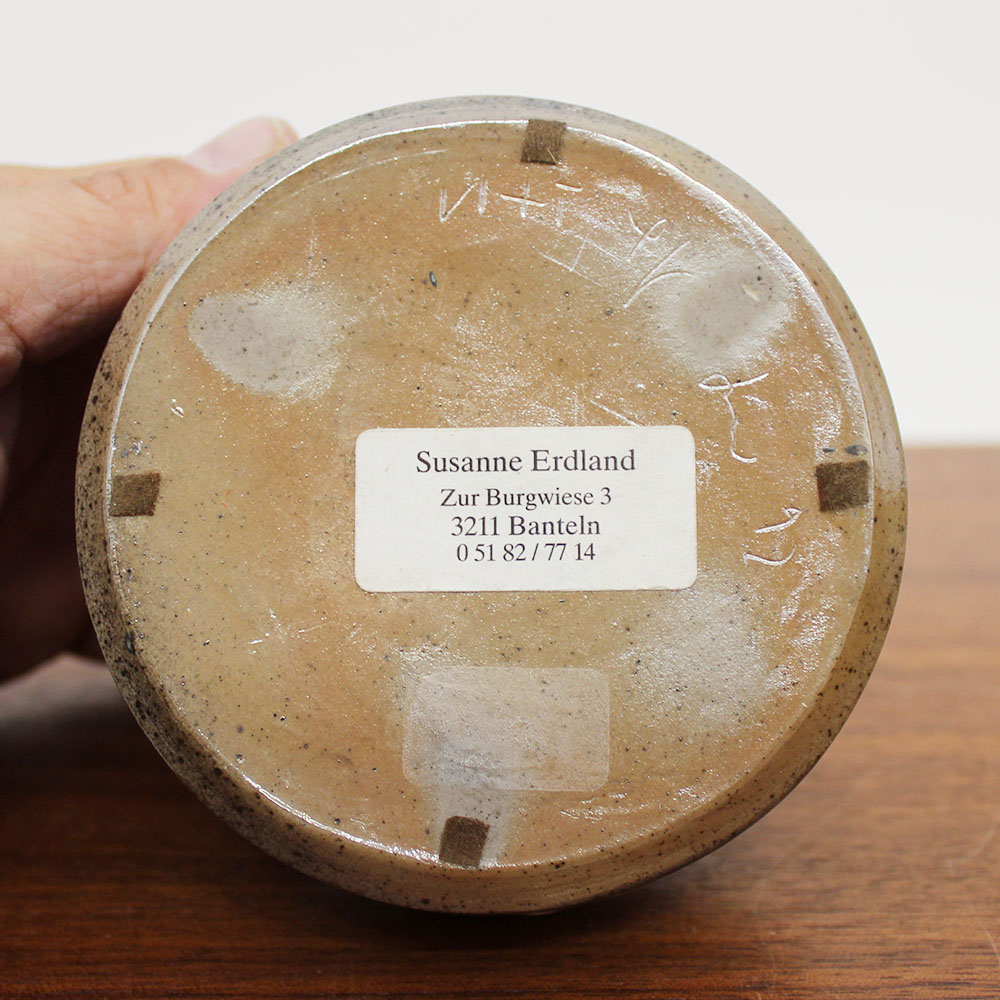 Susanne Erdland
Zur Burgwiese 3
3211 Banteln
0 51 82 / 77 14